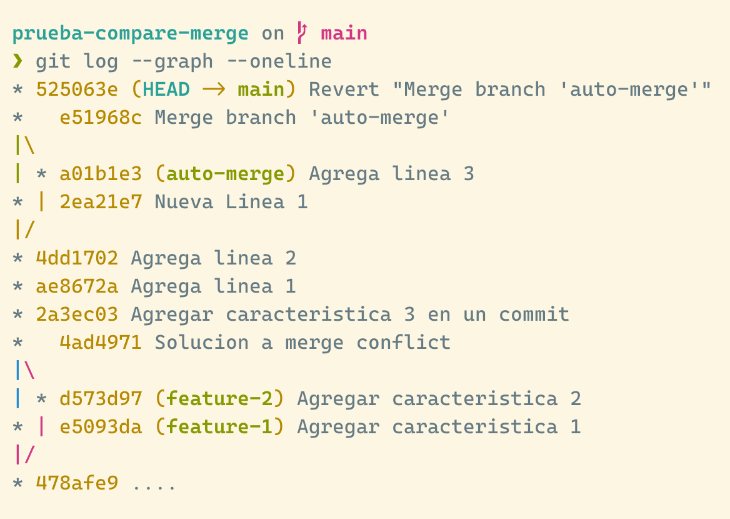 prueba-compare-merge on main
❯ git log --graph --oneline
* 525063e (HEAD -> main) Revert "Merge branch 'auto-merge'"
*   e51968c Merge branch 'auto-merge'
|\
| * a01b1e3 (auto-merge) Agrega linea 3
* | 2ea21e7 Nueva Linea 1
|/
* 4dd1702 Agrega linea 2
* ae8672a Agrega linea 1
* 2a3ec03 Agregar caracteristica 3 en un commit
*   4ad4971 Solucion a merge conflict
|\
| * d573d97 (feature-2) Agregar caracteristica 2
* | e5093da (feature-1) Agregar caracteristica 1
|/
* 478afe9 ....